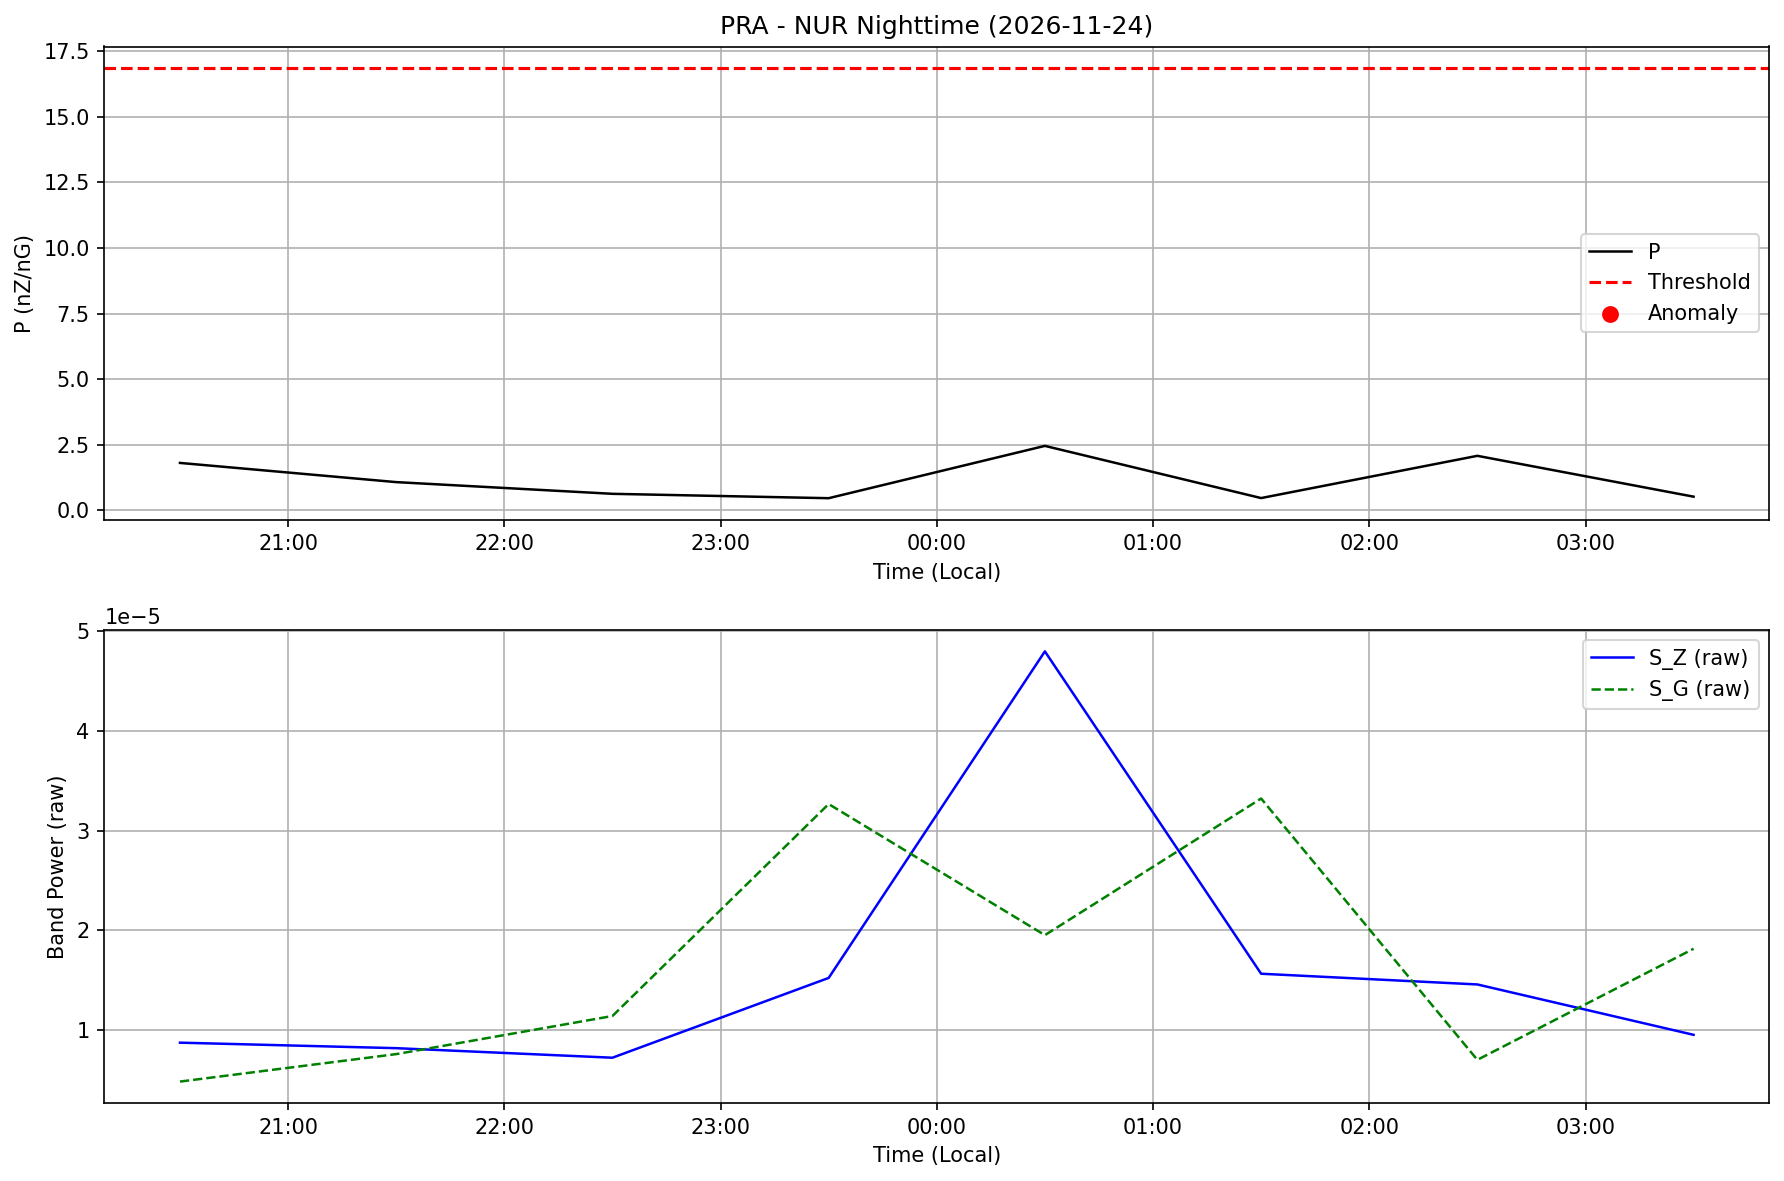 PRA - NUR Nighttime (2026-11-24)
17.5
15.0
12.5
10.0
7.5
5.0
2.5
0.0
P (nZ/nG)
P
Threshold
Anomaly
21:00 22:00 23:00 00:00 01:00 02:00 03:00
Time (Local)
1e−5
5
4
3
2
1
Band Power (raw)
S_Z (raw)
S_G (raw)
21:00 22:00 23:00 00:00 01:00 02:00 03:00
Time (Local)